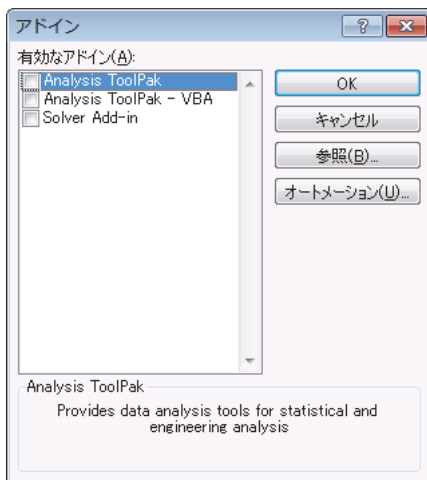 アドイン
有効なアドイン(A):
Analysis ToolPak
Analysis ToolPak - VBA
Solver Add-in
OK
キャンセル
参照(B)...
オートメーション(U)...
Analysis ToolPak
Provides data analysis tools for statistical and
engineering analysis